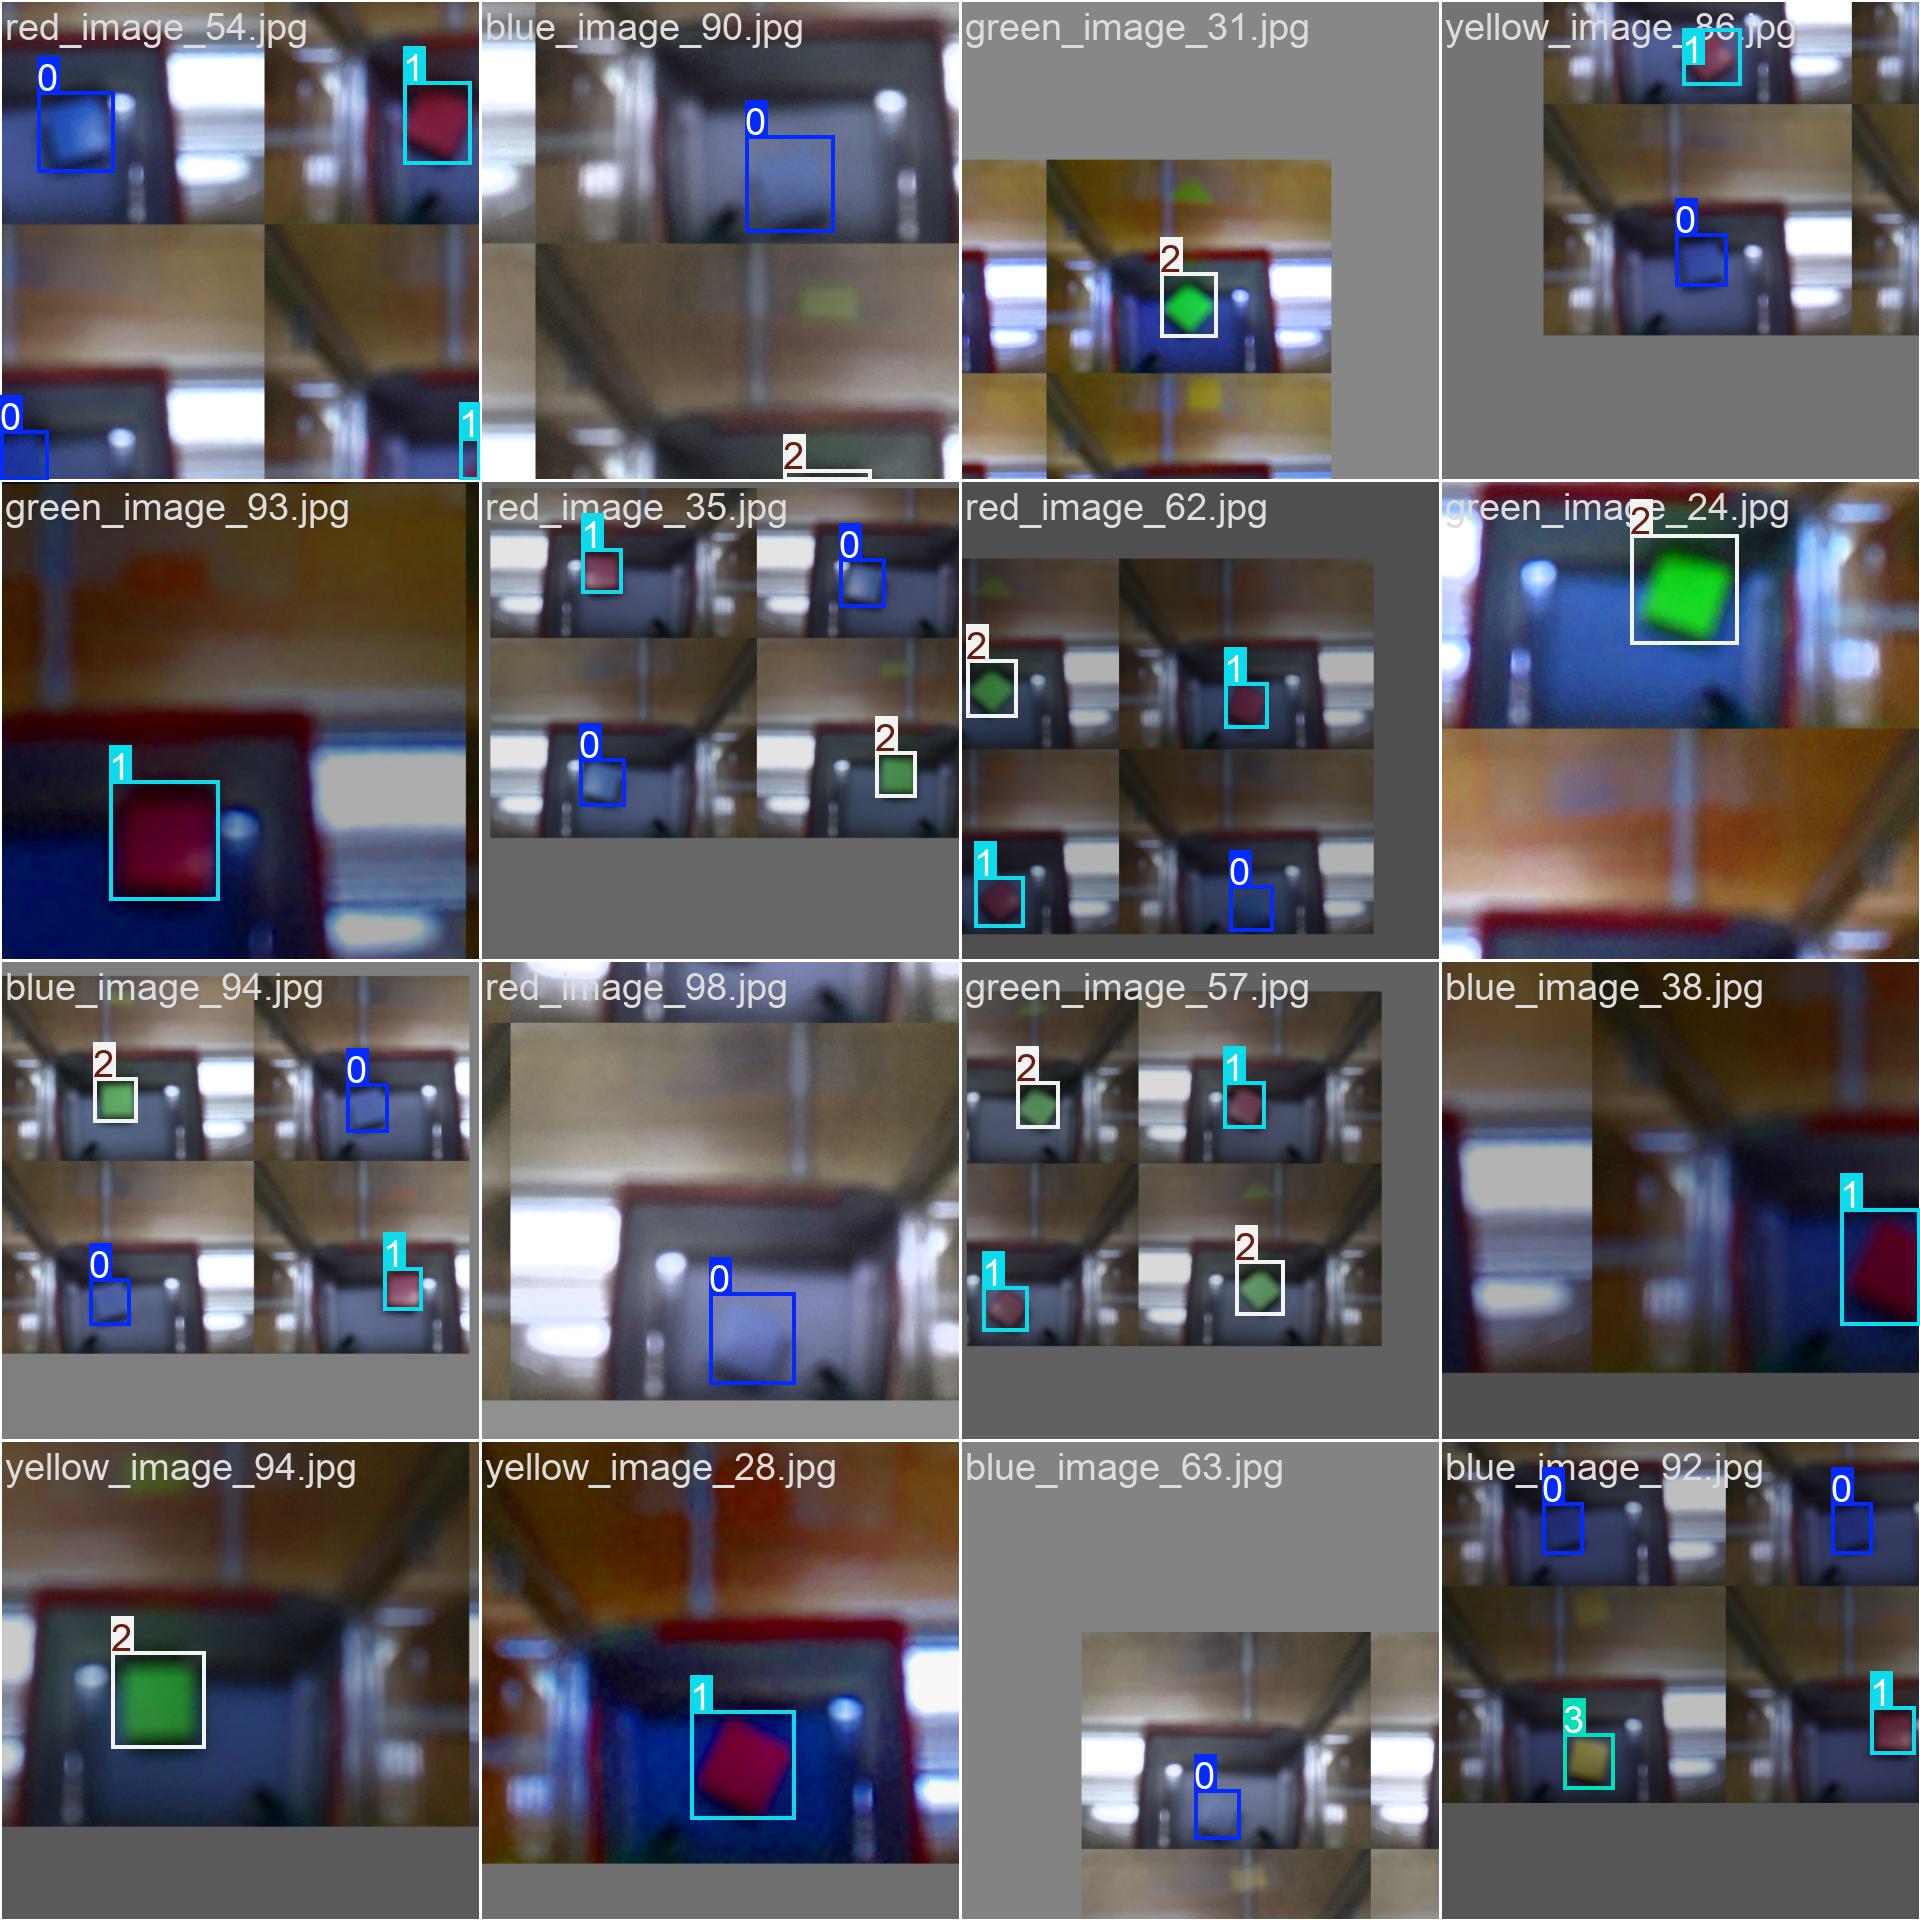 red_image_54.jpg
0
1
0
1
blue_image_90.jpg
0
2
green_image_31.jpg
2
yellow_image_86.jpg
1
0
green_image_93.jpg
1
red_image_35.jpg
1
0
0
2
red_image_62.jpg
2
1
1
0
green_image_24.jpg
2
blue_image_94.jpg
2
0
0
1
red_image_98.jpg
0
green_image_57.jpg
2
1
1
2
blue_image_38.jpg
1
yellow_image_94.jpg
2
yellow_image_28.jpg
1
blue_image_63.jpg
0
blue_image_92.jpg
0
0
3
1